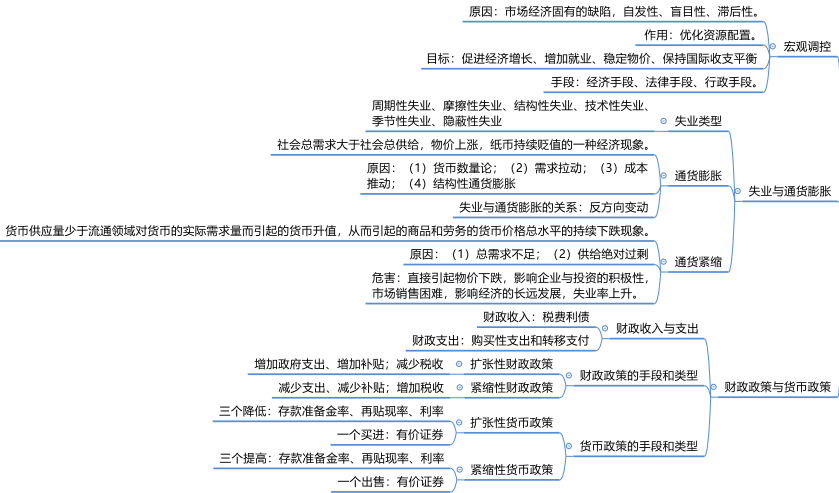 原因：市场经济固有的缺陷，自发性、盲目性、滞后性。
作用：优化资源配置。
宏观调控
目标：促进经济增长、增加就业、稳定物价、保持国际收支平衡
手段：经济手段、法律手段、行政手段。
周期性失业、摩擦性失业、结构性失业、技术性失业、
季节性失业、隐蔽性失业
失业类型
社会总需求大于社会总供给，物价上涨，纸币持续贬值的一种经济现象。
原因：（1）货币数量论；（2）需求拉动；（3）成本
推动；（4）结构性通货膨胀
通货膨胀
失业与通货膨胀
失业与通货膨胀的关系：反方向变动
货币供应量少于流通领域对货币的实际需求量而引起的货币升值，从而引起的商品和劳务的货币价格总水平的持续下跌现象。
原因：（1）总需求不足；（2）供给绝对过剩
通货紧缩
危害：直接引起物价下跌，影响企业与投资的积极性，
市场销售困难，影响经济的长远发展，失业率上升。
财政收入：税费利债
财政收入与支出
财政支出：购买性支出和转移支付
增加政府支出、增加补贴；减少税收
扩张性财政政策
财政政策的手段和类型
减少支出、减少补贴；增加税收
紧缩性财政政策
财政政策与货币政策
三个降低：存款准备金率、再贴现率、利率
扩张性货币政策
一个买进：有价证券
货币政策的手段和类型
三个提高：存款准备金率、再贴现率、利率
紧缩性货币政策
一个出售：有价证券